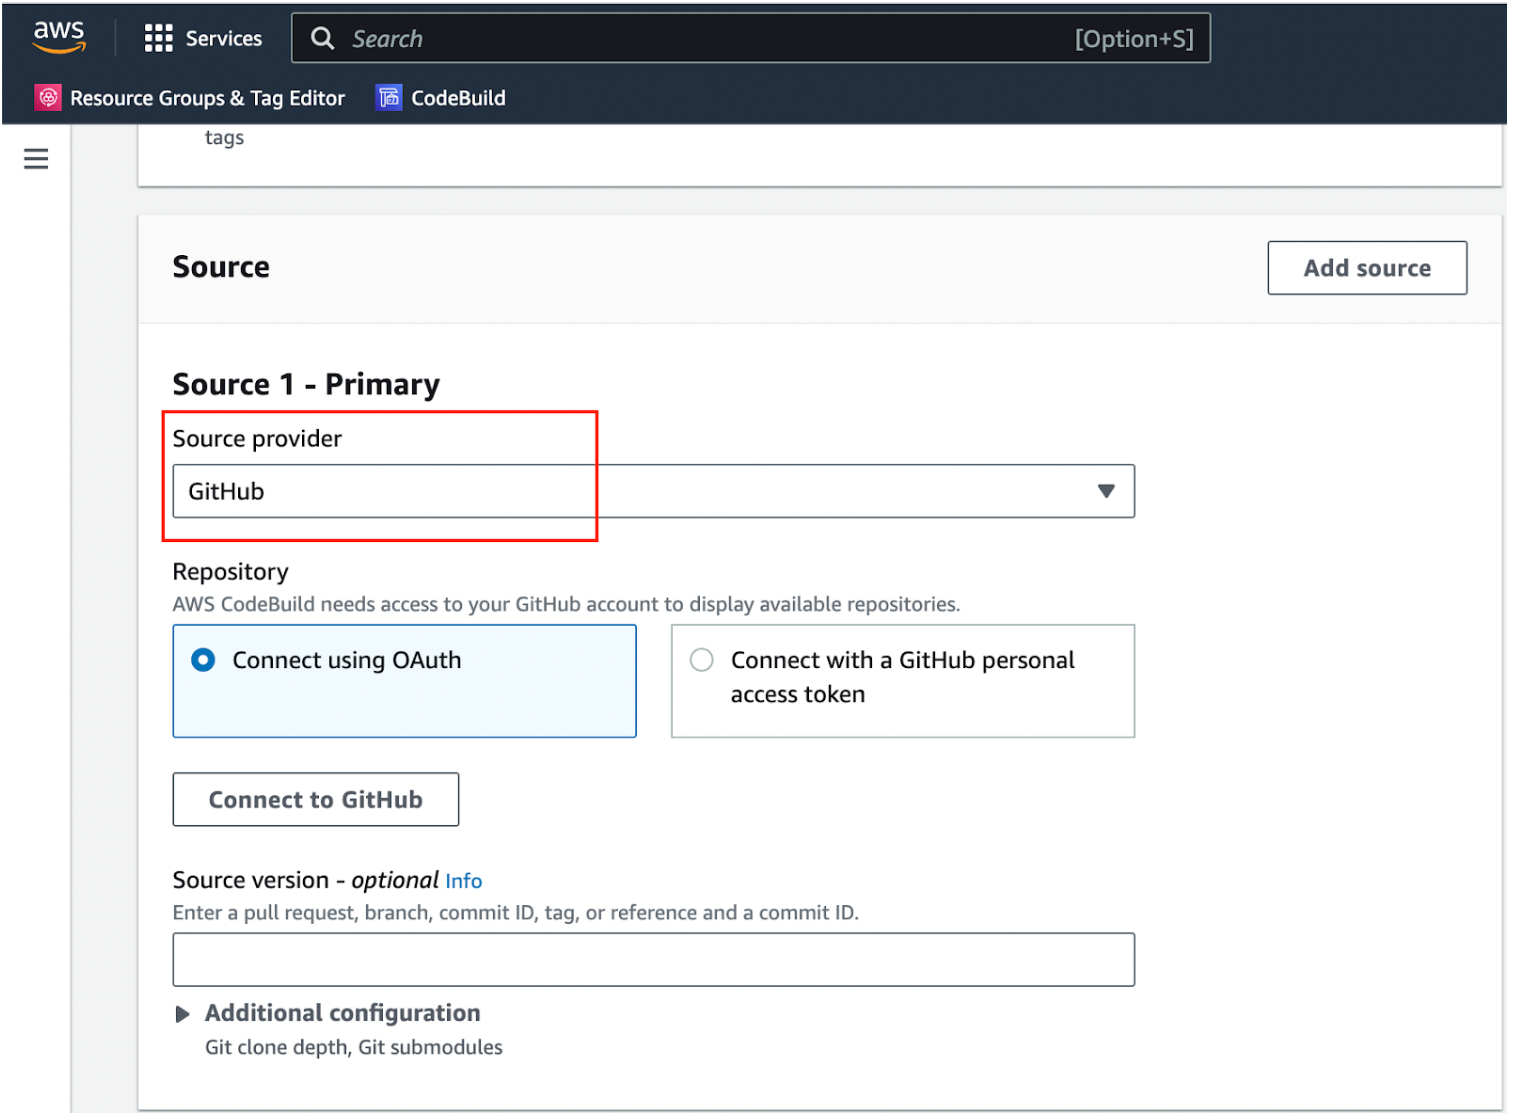 aws
Services
Search
[Option+S]
Resource Groups & Tag Editor
CodeBuild
tags
Source
Add source
Source 1 - Primary
Source provider
GitHub
Repository
AWS CodeBuild needs access to your GitHub account to display available repositories.
Connect using OAuth
Connect with a GitHub personal
access token
Connect to GitHub
Source version - optional Info
Enter a pull request, branch, commit ID, tag, or reference and a commit ID.
Additional configuration
Git clone depth, Git submodules